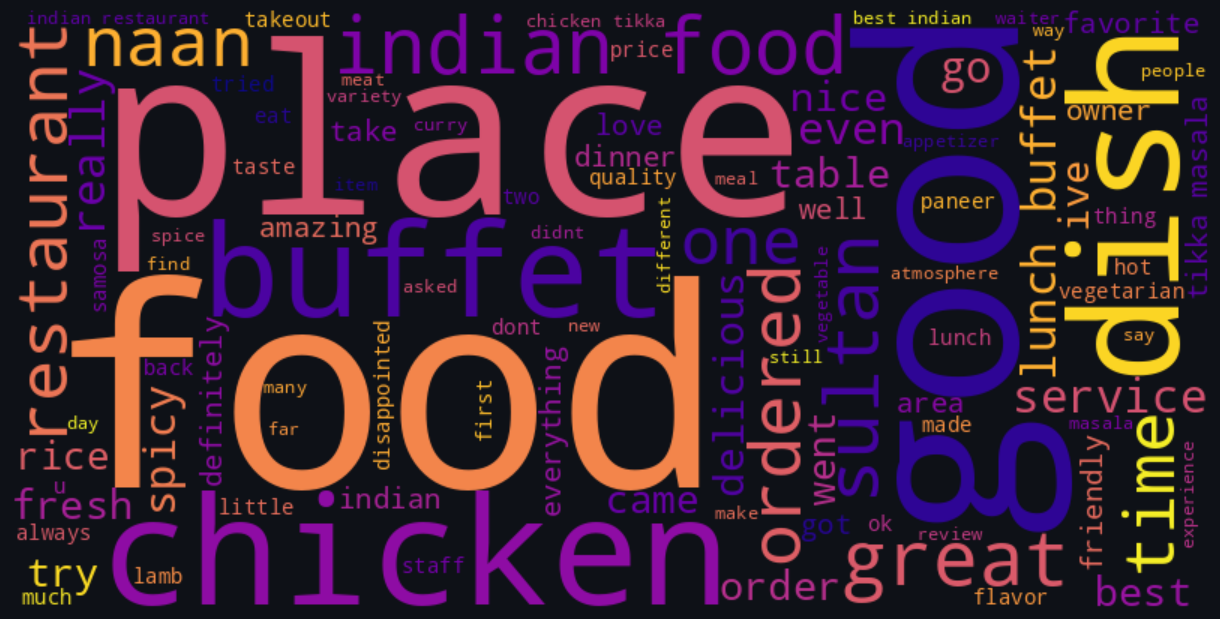 indian restaurant
takeout
chicken tikka
best indian
waiter
favorite
naan
indian food
price
way
go
people
restaurant
really
tried
meat
variety
nice
dish
owner
place
eat
take
curry
love
even
appetizer
tikka masala
taste
dinner
quality
meal
table
item
two
well
paneer
ive
thing
lunch buffet
amazing
samosa
spice
find
buffet
didnt
different
one
vegetable
sultan
good
atmosphere
hot
vegetarian
asked
delicious
ordered
food
dont
new
still
lunch
say
back
definitely
many
far
disappointed
first
everything
area
service
day
spicy
went
made
masala
time
rice
u
fresh
little
indian
came
make
got
ok
review
friendly
experience
always
chicken
staff
great
try
much
lamb
order
flavor
best